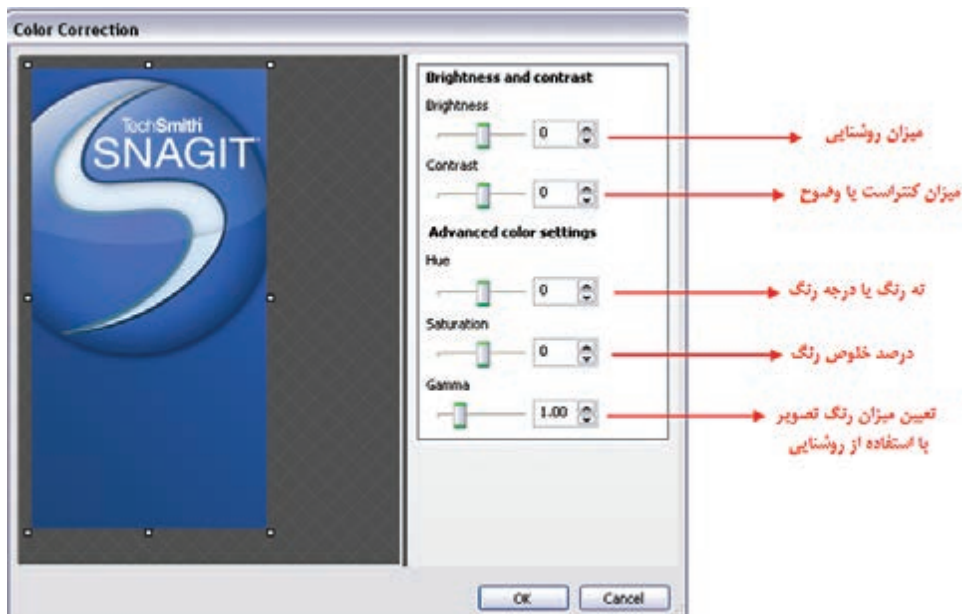 Color Correction
TechSmith
SNAGIT
Brightness and contrast
Brightness
0
میزان روشنایی
Contrast
0
میزان کنتراست یا وضوح
Advanced color settings
Hue
0
ته رنگ یا درجه رنگ
Saturation
0
درصد خلوص رنگ
Gamma
1.00
تعیین میزان رنگ تصویر
با استفاده از روشنایی
OK
Cancel